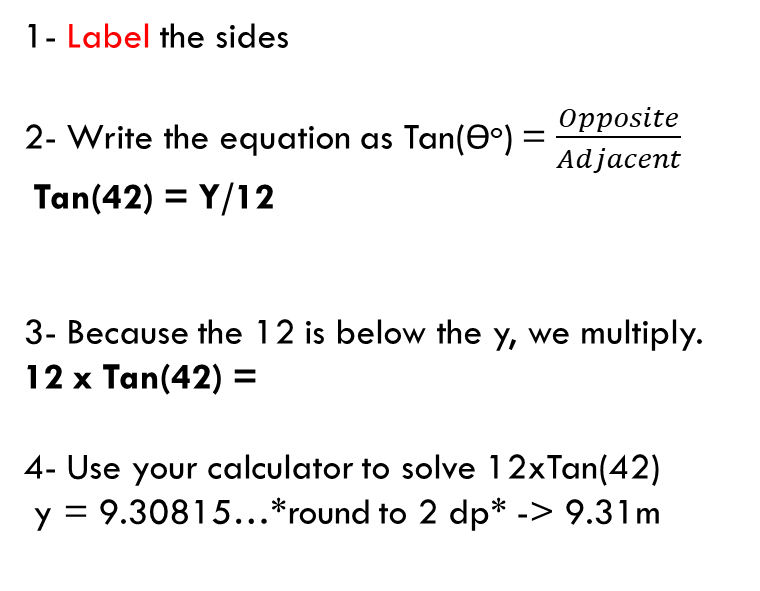 1- Label the sides
2- Write the equation as Tan(Ɵº) = Opposite/Adjacent
Tan(42) = Y/12
3- Because the 12 is below the y, we multiply.
12 x Tan(42) =
4- Use your calculator to solve 12xTan(42)
y = 9.30815…*round to 2 dp* -> 9.31m